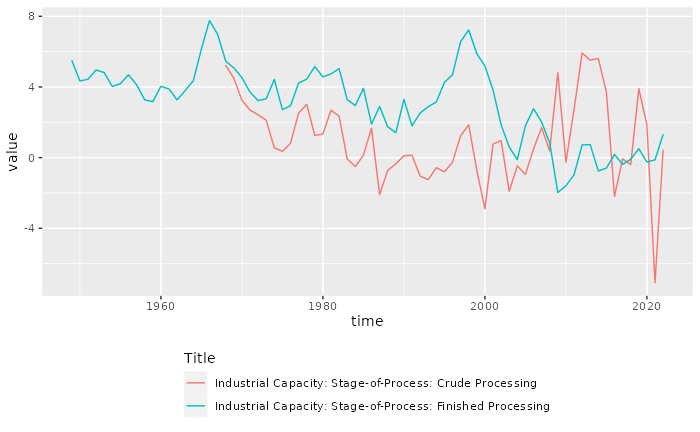 8
4
0
-4
value
1960
1980
2000
2020
time
Title
Industrial Capacity: Stage-of-Process: Crude Processing
Industrial Capacity: Stage-of-Process: Finished Processing